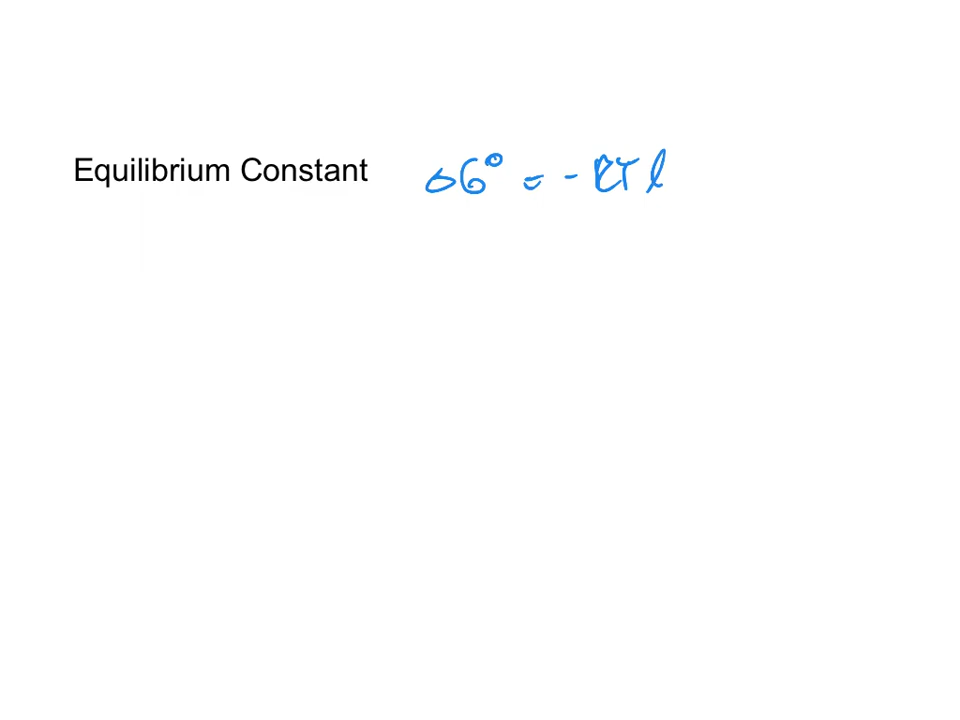 Equilibrium Constant ΔG° = - RT l